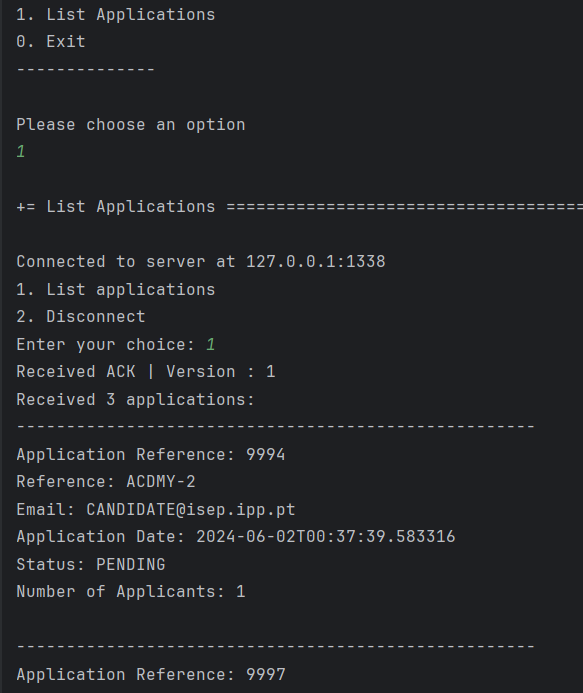 1. List Applications
0. Exit
--------------
Please choose an option
1
+= List Applications ====================================
Connected to server at 127.0.0.1:1338
1. List applications
2. Disconnect
Enter your choice: 1
Received ACK | Version : 1
Received 3 applications:
----------------------------------------------------
Application Reference: 9994
Reference: ACDMY-2
Email: CANDIDATE@isep.ipp.pt
Application Date: 2024-06-02T00:37:39.583316
Status: PENDING
Number of Applicants: 1
----------------------------------------------------
Application Reference: 9997